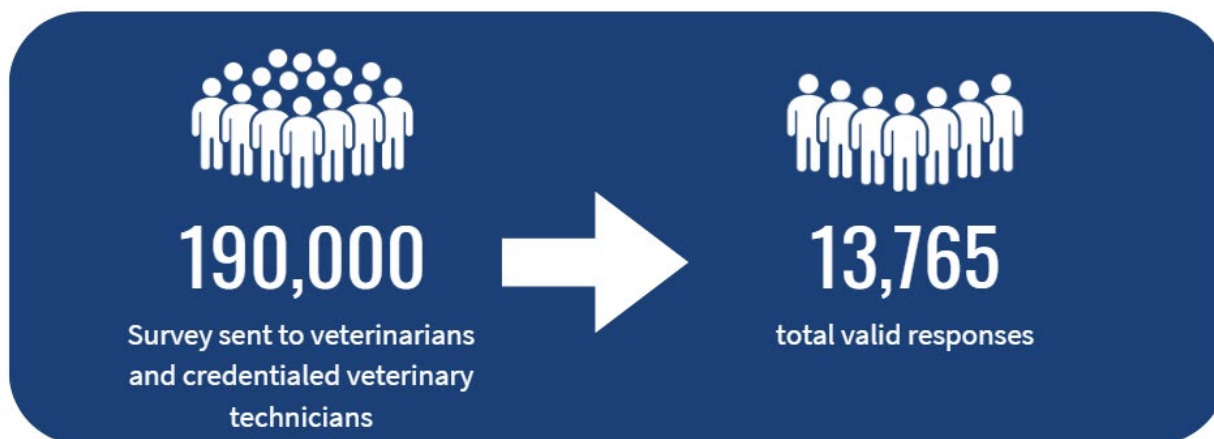 190,000
Survey sent to veterinarians
and credentialed veterinary
technicians
13,765
total valid responses